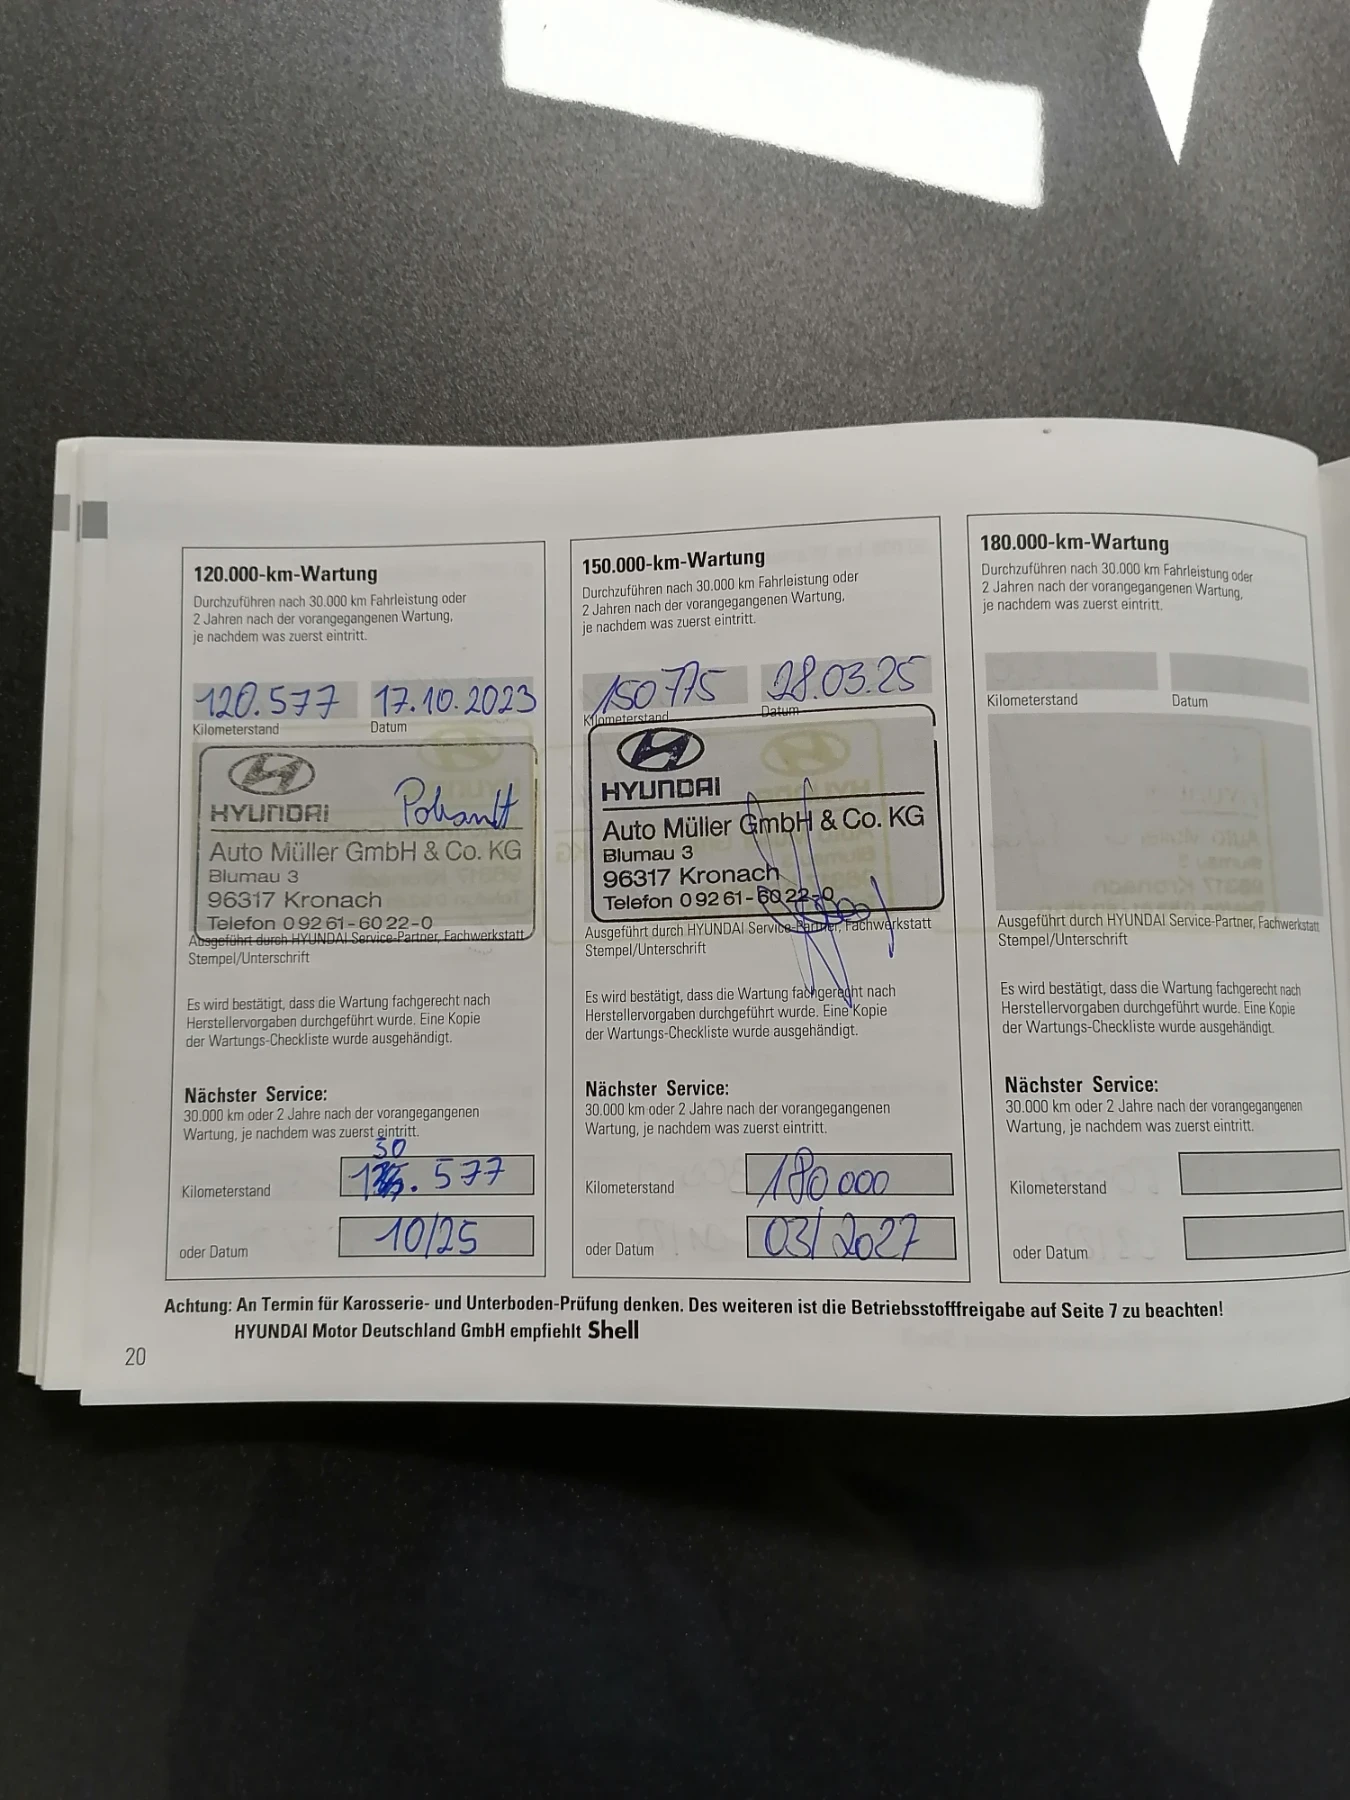 120.000-km-Wartung
Durchzuführen nach 30.000 km Fahrleistung oder
2 Jahren nach der vorangegangenen Wartung,
je nachdem was zuerst eintritt.
120.577 17.10.2023
Kilometerstand Datum
HYUNDAI
Auto Müller GmbH & Co. KG
Blumau 3
96317 Kronach
Telefon 0 92 61-60 22-0
Ausgeführt durch HYUNDAI Service-Partner, Fachwerkstatt
Stempel/Unterschrift
Es wird bestätigt, dass die Wartung fachgerecht nach
Herstellervorgaben durchgeführt wurde. Eine Kopie
der Wartungs-Checkliste wurde ausgehändigt.
Nächster Service:
30.000 km oder 2 Jahre nach der vorangegangenen
Wartung, je nachdem was zuerst eintritt.
30
Kilometerstand .577
oder Datum 10/25
150.000-km-Wartung
Durchzuführen nach 30.000 km Fahrleistung oder
2 Jahren nach der vorangegangenen Wartung,
je nachdem was zuerst eintritt.
150775 28.03.25
Kilometerstand Datum
HYUNDAI
Auto Müller GmbH & Co. KG
Blumau 3
96317 Kronach
Telefon 0 92 61-60 22-0
Ausgeführt durch HYUNDAI Service-Partner, Fachwerkstatt
Stempel/Unterschrift
Es wird bestätigt, dass die Wartung fachgerecht nach
Herstellervorgaben durchgeführt wurde. Eine Kopie
der Wartungs-Checkliste wurde ausgehändigt.
Nächster Service:
30.000 km oder 2 Jahre nach der vorangegangenen
Wartung, je nachdem was zuerst eintritt.
Kilometerstand 180000
oder Datum 03/2027
180.000-km-Wartung
Durchzuführen nach 30.000 km Fahrleistung oder
2 Jahren nach der vorangegangenen Wartung,
je nachdem was zuerst eintritt.
Kilometerstand Datum
Ausgeführt durch HYUNDAI Service-Partner, Fachwerkstatt
Stempel/Unterschrift
Es wird bestätigt, dass die Wartung fachgerecht nach
Herstellervorgaben durchgeführt wurde. Eine Kopie
der Wartungs-Checkliste wurde ausgehändigt.
Nächster Service:
30.000 km oder 2 Jahre nach der vorangegangenen
Wartung, je nachdem was zuerst eintritt.
Kilometerstand
oder Datum
Achtung: An Termin für Karosserie- und Unterboden-Prüfung denken. Des weiteren ist die Betriebsstofffreigabe auf Seite 7 zu beachten!
HYUNDAI Motor Deutschland GmbH empfiehlt Shell
20